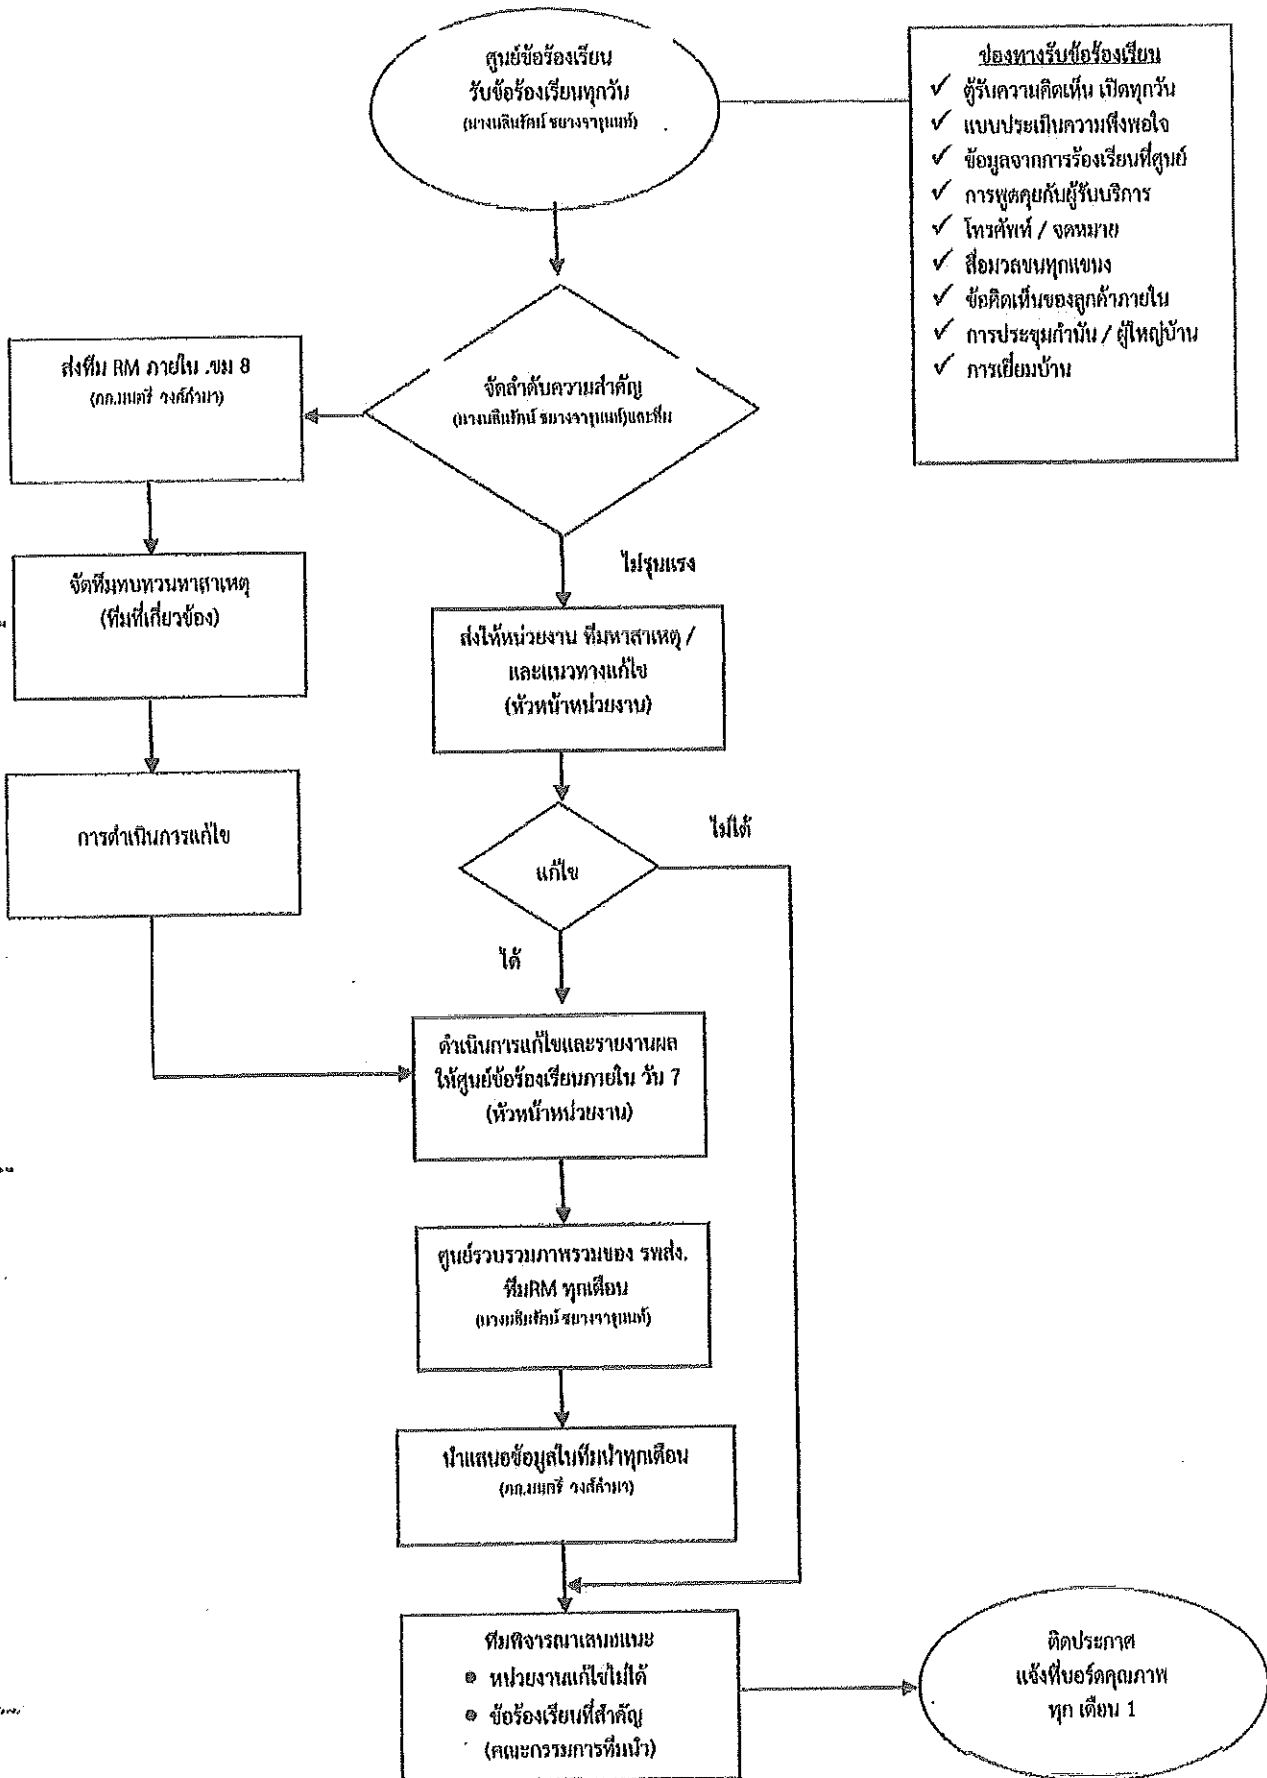 ศูนย์ข้อร้องเรียน
รับข้อร้องเรียนทุกวัน
ช่องทางรับข้อร้องเรียน
✓ ตู้รับความคิดเห็น เปิดทุกวัน
✓ แบบประเมินความพึงพอใจ
✓ ข้อมูลจากการร้องเรียนที่ศูนย์
✓ การพูดคุยกับผู้รับบริการ
✓ โทรศัพท์ / จดหมาย
✓ สื่อมวลชนทุกแขนง
✓ ข้อคิดเห็นของลูกค้าภายใน
✓ การประชุมกำนัน / ผู้ใหญ่บ้าน
✓ การเยี่ยมบ้าน
จัดลำดับความสำคัญ
ส่งทีม RM ภายใน .ชม 8
(ภก.มนตรี วงศ์กำมา)
จัดทีมทบทวนหาสาเหตุ
(ทีมที่เกี่ยวข้อง)
การดำเนินการแก้ไข
ไม่รุนแรง
ส่งให้หน่วยงาน ทีมหาสาเหตุ /
และแนวทางแก้ไข
(หัวหน้าหน่วยงาน)
แก้ไข
ไม่ได้
ได้
ดำเนินการแก้ไขและรายงานผล
ให้ศูนย์ข้อร้องเรียนภายใน วัน 7
(หัวหน้าหน่วยงาน)
ศูนย์รวบรวมภาพรวมของ รพส่ง.
ทีมRM ทุกเดือน
นำเสนอข้อมูลในทีมนำทุกเดือน
(ภก.มนตรี วงศ์กำมา)
ทีมพิจารณาเสนอแนะ
● หน่วยงานแก้ไขไม่ได้
● ข้อร้องเรียนที่สำคัญ
(คณะกรรมการทีมนำ)
ติดประกาศ
แจ้งที่บอร์ดคุณภาพ
ทุก เดือน 1